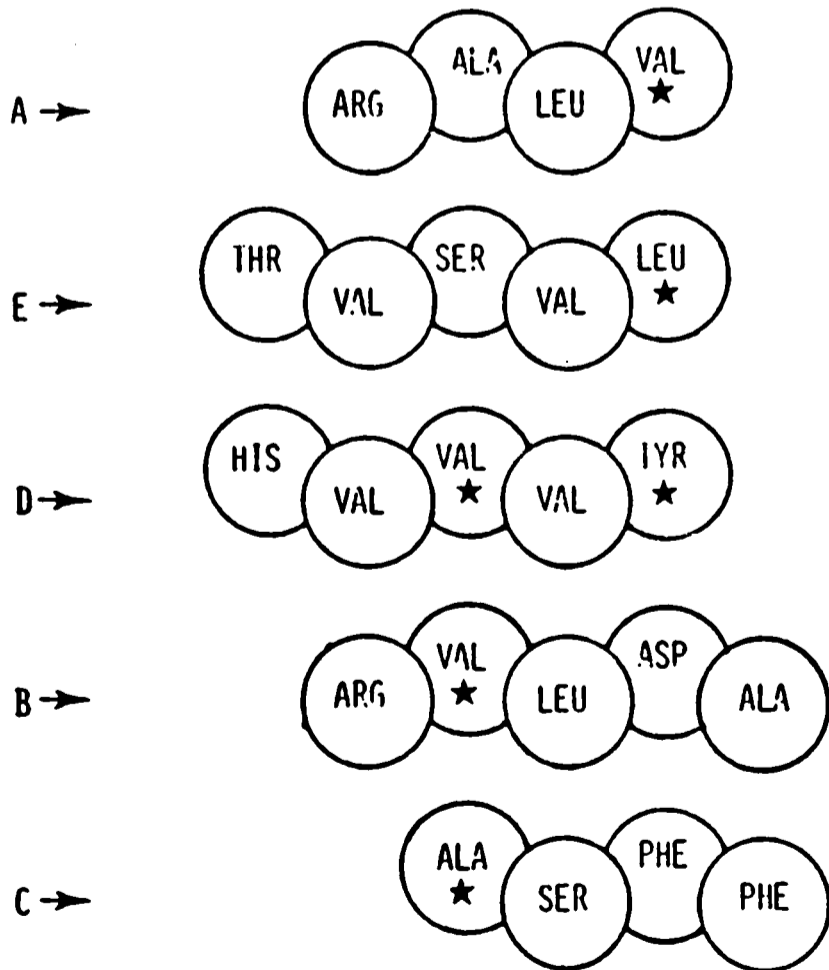 A → ARG ALA LEU VAL ★
E → THR VAL SER VAL LEU ★
D → HIS VAL VAL ★ VAL IYR ★
B → ARG VAL ★ LEU ASP ALA
C → ALA ★ SER PHE PHE